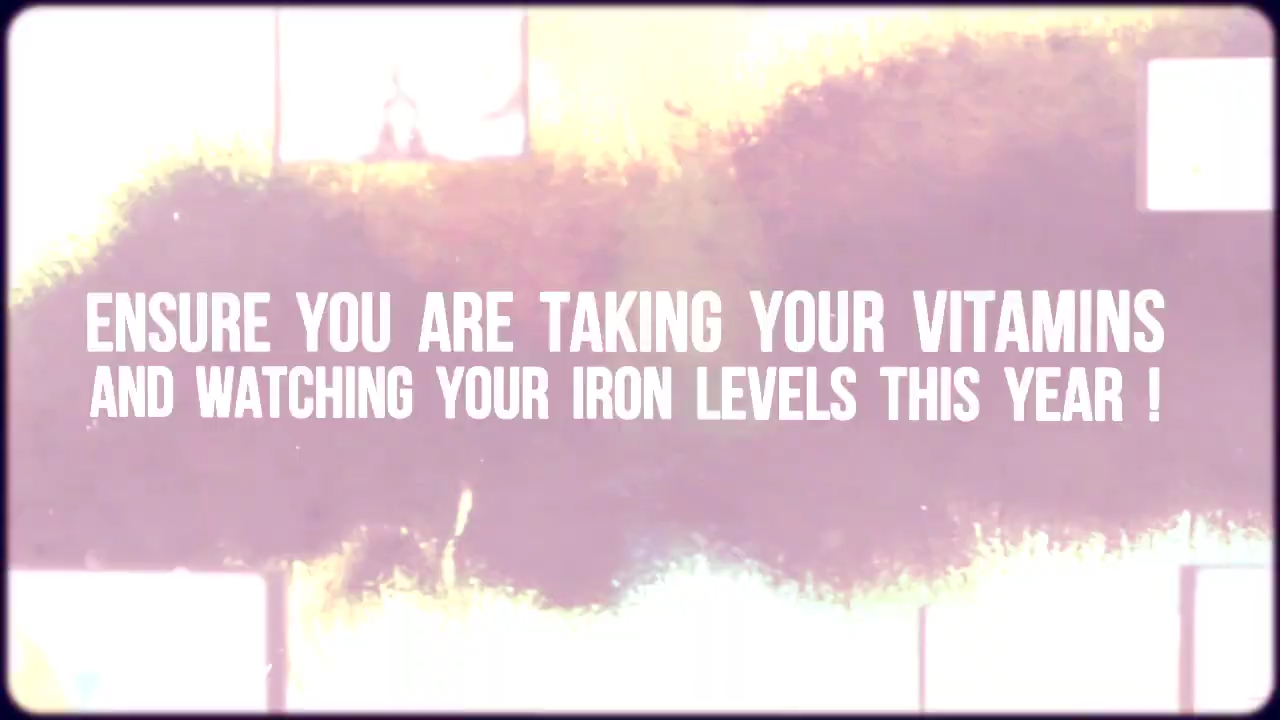 ENSURE YOU ARE TAKING YOUR VITAMINS
AND WATCHING YOUR IRON LEVELS THIS YEAR !